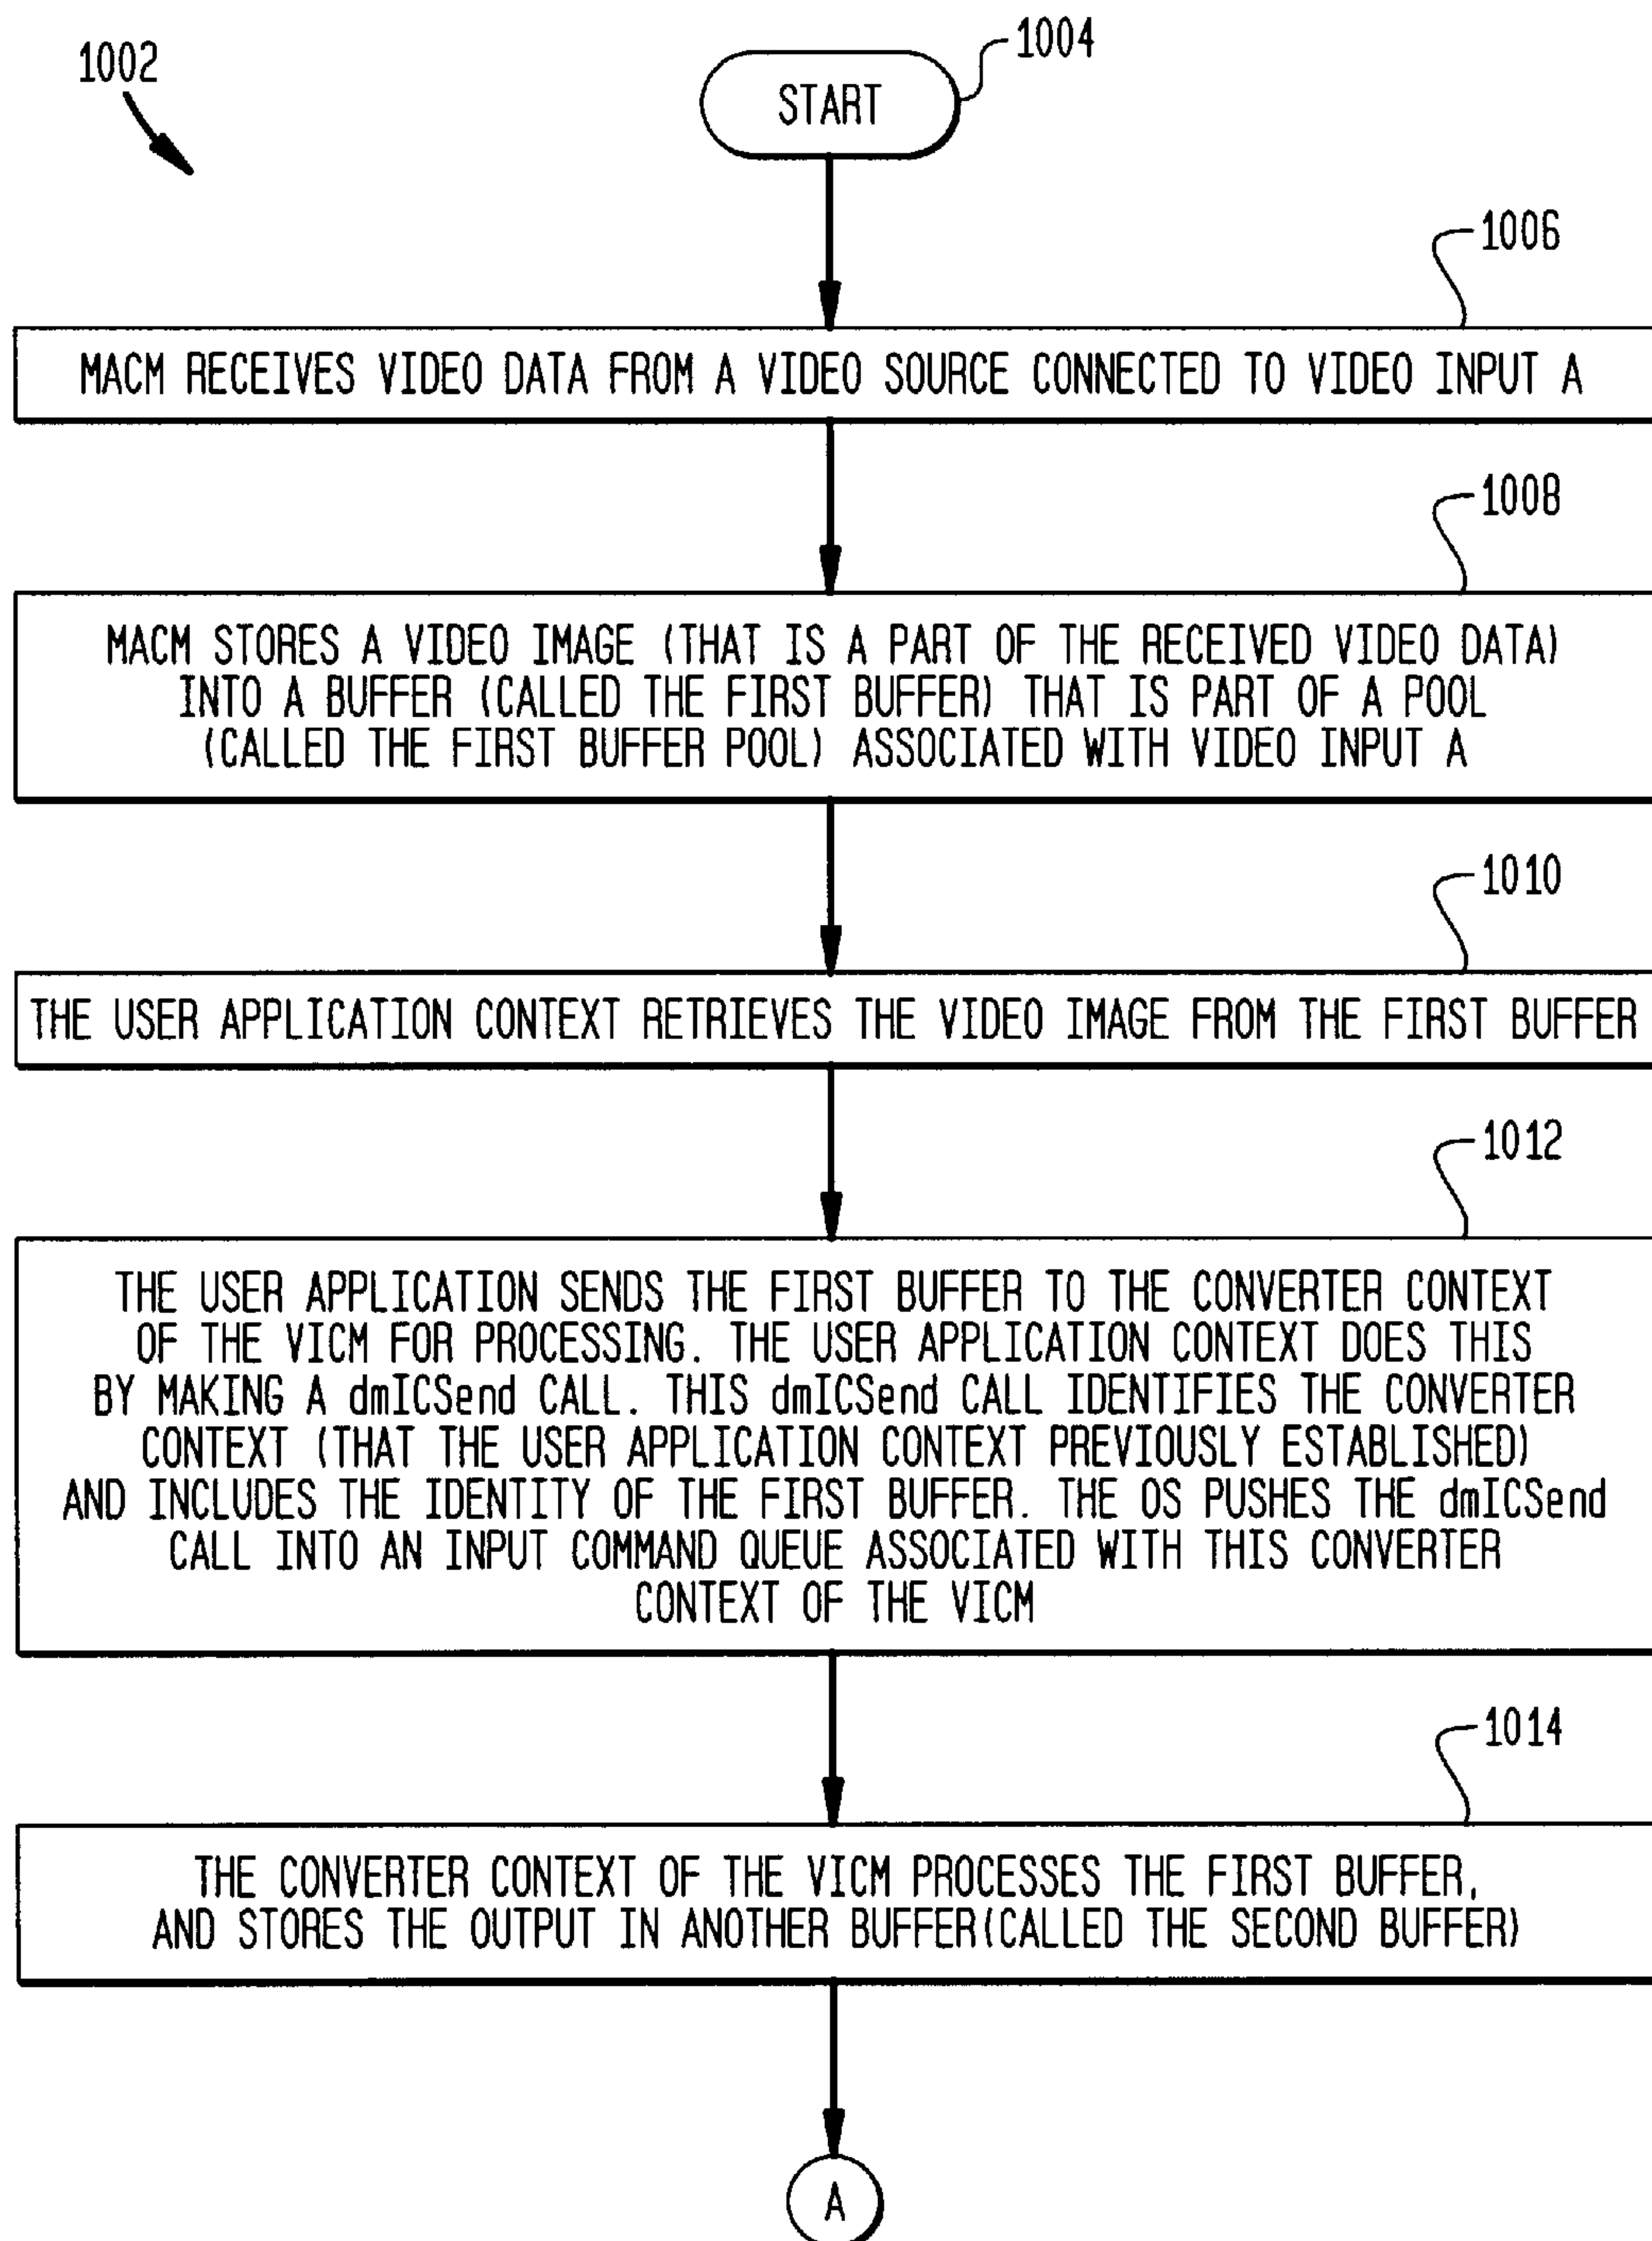 1002
START
1004
1006
MACM RECEIVES VIDEO DATA FROM A VIDEO SOURCE CONNECTED TO VIDEO INPUT A
1008
MACM STORES A VIDEO IMAGE (THAT IS A PART OF THE RECEIVED VIDEO DATA)
INTO A BUFFER (CALLED THE FIRST BUFFER) THAT IS PART OF A POOL
(CALLED THE FIRST BUFFER POOL) ASSOCIATED WITH VIDEO INPUT A
1010
THE USER APPLICATION CONTEXT RETRIEVES THE VIDEO IMAGE FROM THE FIRST BUFFER
1012
THE USER APPLICATION SENDS THE FIRST BUFFER TO THE CONVERTER CONTEXT
OF THE VICM FOR PROCESSING. THE USER APPLICATION CONTEXT DOES THIS
BY MAKING A dmICSend CALL. THIS dmICSend CALL IDENTIFIES THE CONVERTER
CONTEXT (THAT THE USER APPLICATION CONTEXT PREVIOUSLY ESTABLISHED)
AND INCLUDES THE IDENTITY OF THE FIRST BUFFER. THE OS PUSHES THE dmICSend
CALL INTO AN INPUT COMMAND QUEUE ASSOCIATED WITH THIS CONVERTER
CONTEXT OF THE VICM
1014
THE CONVERTER CONTEXT OF THE VICM PROCESSES THE FIRST BUFFER,
AND STORES THE OUTPUT IN ANOTHER BUFFER(CALLED THE SECOND BUFFER)
A